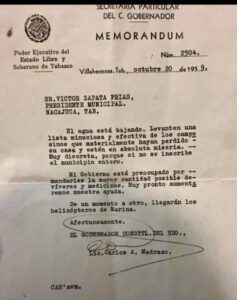 SECRETARIA PARTICULAR
DEL C. GOBERNADOR
MEMORANDUM
Poder Ejecutivo del
Estado Libre y
Soberano de Tabasco
Núm. 2504.
Villahermosa, Tab., octubre 20 de 1959.
SR. VICTOR ZAPATA FRIAS,
PRESIDENTE MUNICIPAL.
NACAJUCA, TAB.
El agua está bajando. Levanten una
lista minuciosa y efectiva de los campe
sinos que materialmente hayan perdido -
su casa y estén en absoluta miseria. --
Muy discreta, porque si no se inscribe
el municipio entero.
Mi Gobierno está preocupado por --
mandarles la mayor cantidad posible de-
víveres y medicinas. Muy pronto aumenta
remos nuestra ayuda.
De un momento a otro, llegarán los
helicópteros de Marina.
Afectuosamente.
EL GOBERNADOR CONSTIL. DEL EDO.,
Lic. Carlos A. Madrazo.
CAM'avm.